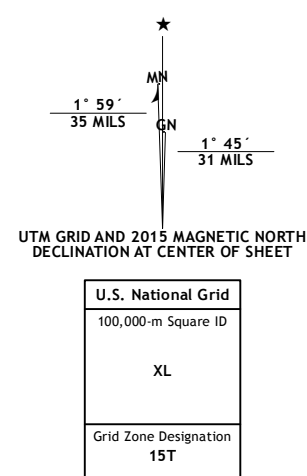 ★
MN
1° 59´
35 MILS
GN
1° 45´
31 MILS
UTM GRID AND 2015 MAGNETIC NORTH
DECLINATION AT CENTER OF SHEET
U.S. National Grid
100,000-m Square ID
XL
Grid Zone Designation
15T